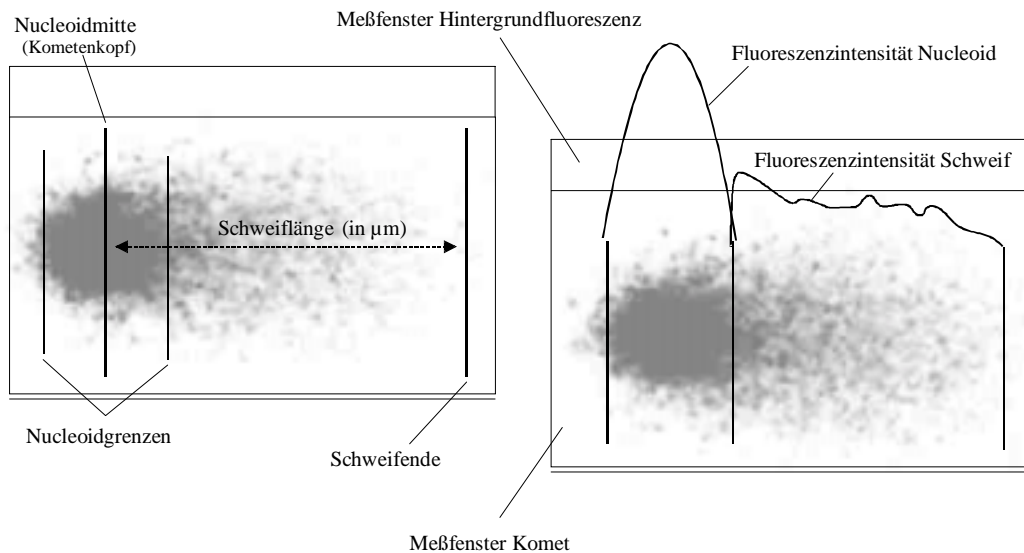 Nucleoidmitte
(Kometenkopf)
Schweiflänge (in µm)
Nucleoidgrenzen
Schweifende
Meßfenster Hintergrundfluoreszenz
Fluoreszenzintensität Nucleoid
Fluoreszenzintensität Schweif
Meßfenster Komet